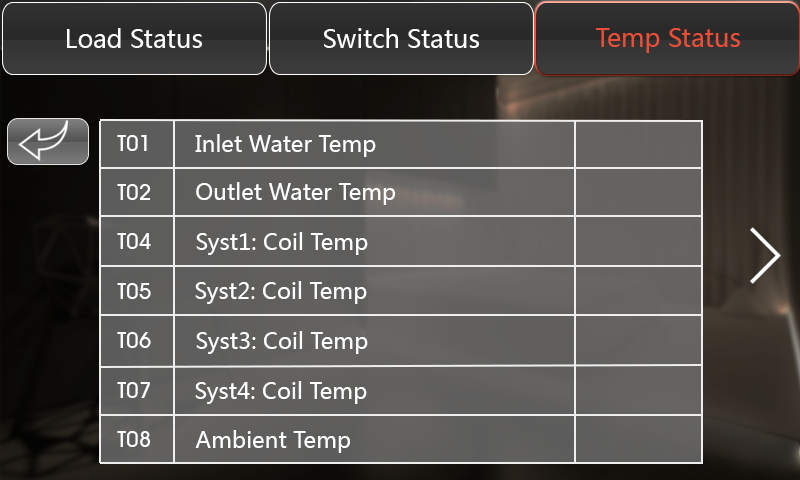 Load Status
Switch Status
Temp Status
T01 Inlet Water Temp
T02 Outlet Water Temp
T04 Syst1: Coil Temp
T05 Syst2: Coil Temp
T06 Syst3: Coil Temp
T07 Syst4: Coil Temp
T08 Ambient Temp